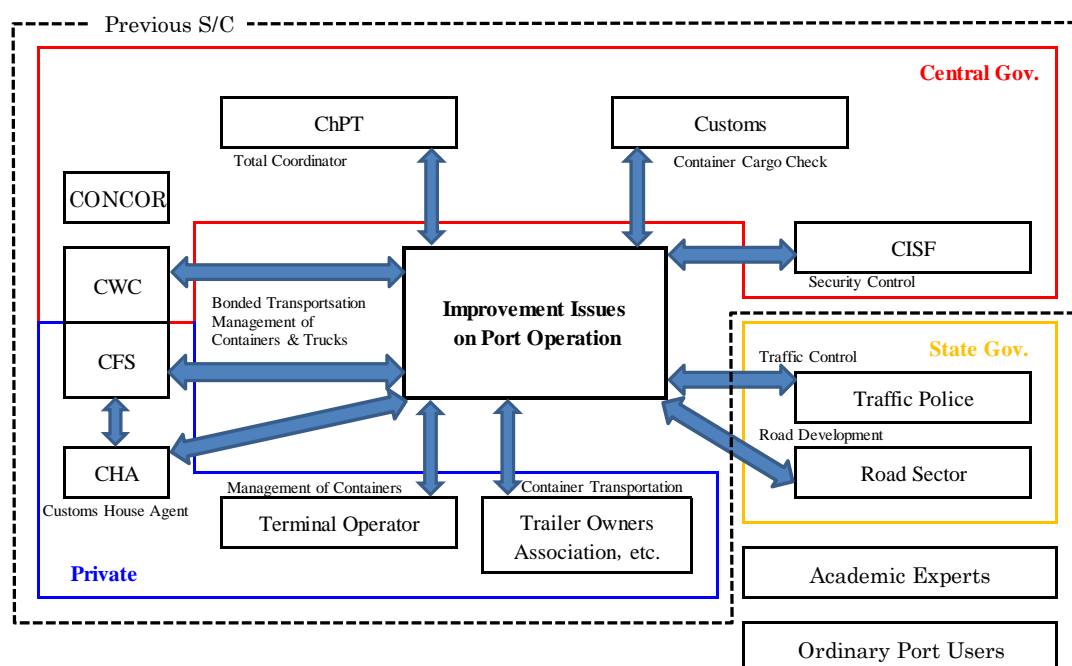 Previous S/C
Central Gov.
ChPT
Customs
Total Coordinator
Container Cargo Check
CONCOR
CISF
Security Control
CWC
Bonded Transportsation
Management of
Containers & Trucks
Improvement Issues
on Port Operation
CFS
State Gov.
Traffic Control
Traffic Police
Road Development
Road Sector
CHA
Customs House Agent
Management of Containers
Terminal Operator
Container Transportation
Trailer Owners
Association, etc.
Private
Academic Experts
Ordinary Port Users